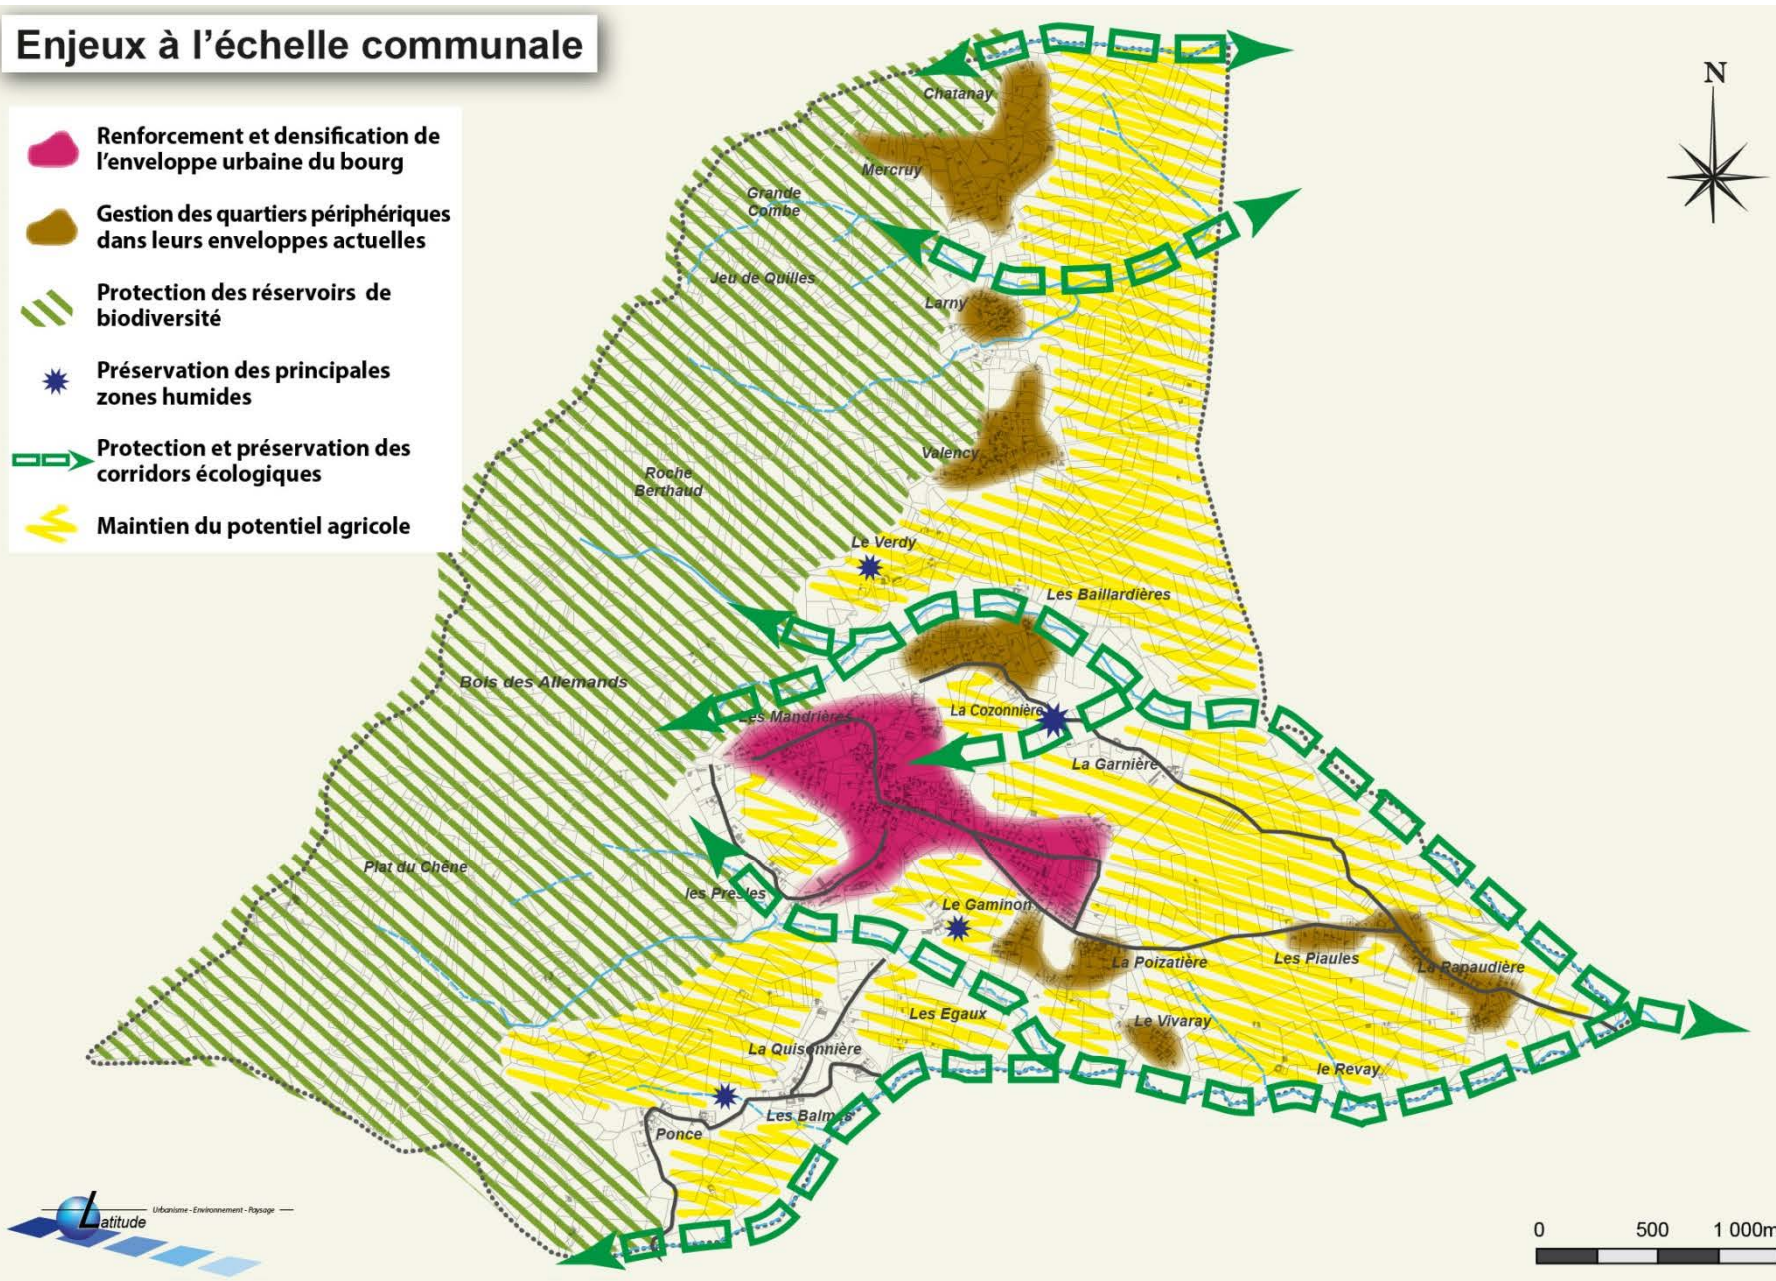 Enjeux à l'échelle communale
Renforcement et densification de
l'enveloppe urbaine du bourg
Gestion des quartiers périphériques
dans leurs enveloppes actuelles
Protection des réservoirs de
biodiversité
Préservation des principales
zones humides
Protection et préservation des
corridors écologiques
Maintien du potentiel agricole
N
Chatanay
Mercruy
Grande
Combe
Jeu de Quilles
Larny
Valency
Roche
Berthaud
Le Verdy
Les Baillardières
Bois des Allemands
La Cozonnière
Les Mandrières
La Garnière
Plat du Chêne
les Presles
Le Gaminon
La Poizatière
Les Piaules
La Rapaudière
Les Egaux
Le Vivaray
La Quisonnière
le Revay
Les Balmes
Ponce
Latitude
Urbanisme - Environnement - Paysage
0 500 1 000m